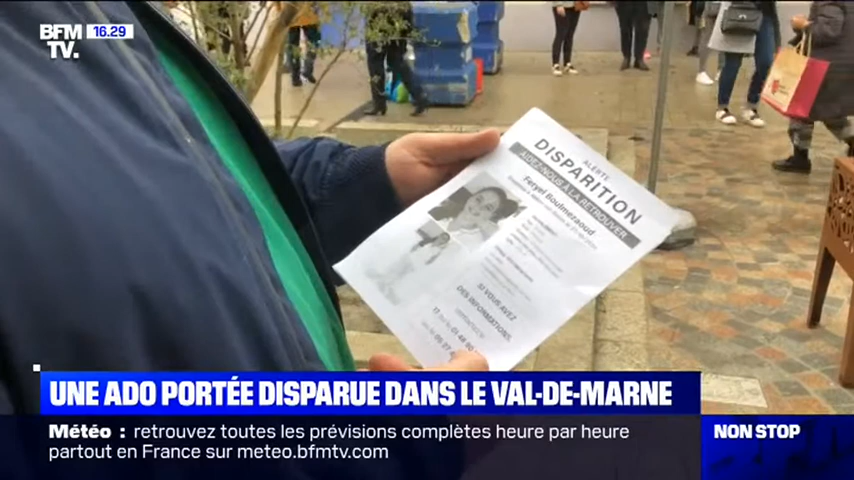 BFM
TV.
16.29
ALERTE
DISPARITION
AIDEZ-NOUS À LA RETROUVER
Feryel Boulmeraoud
SI VOUS AVEZ
DES INFORMATIONS,
UNE ADO PORTÉE DISPARUE DANS LE VAL-DE-MARNE
Météo : retrouvez toutes les prévisions complètes heure par heure
partout en France sur meteo.bfmtv.com
NON STOP